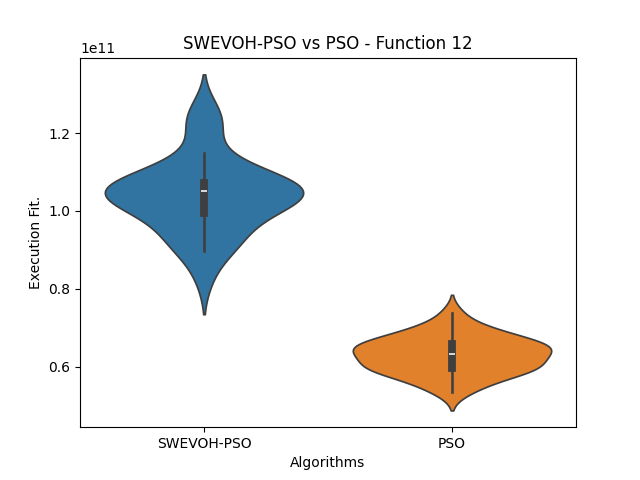 SWEVOH-PSO vs PSO - Function 12
1e11
1.2
1.0
0.8
0.6
Execution Fit.
SWEVOH-PSO
PSO
Algorithms